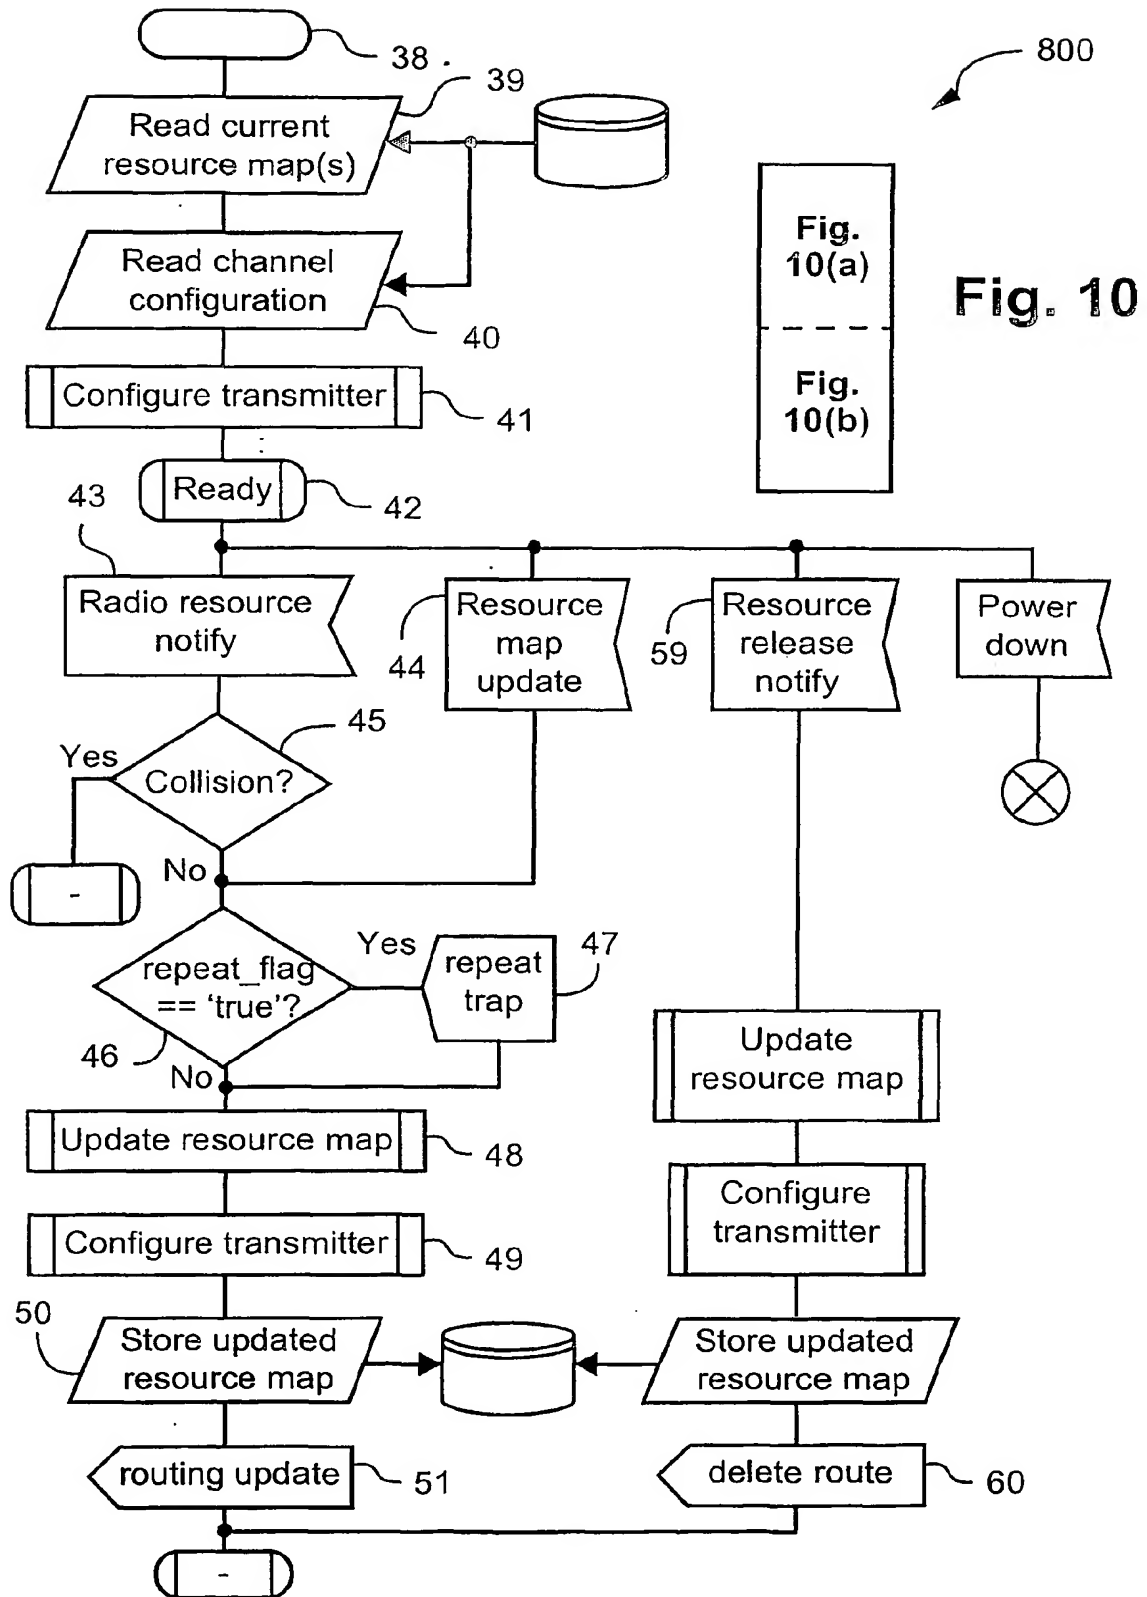 38
39
800
Read current
resource map(s)
Fig.
10(a)
Read channel
configuration
Fig. 10
40
Fig.
10(b)
Configure transmitter
41
Ready
42
43
Radio resource
notify
44
Resource
map
update
59
Resource
release
notify
Power
down
45
Yes
Collision?
No
-
Yes
47
repeat_flag
== 'true'?
repeat
trap
46
No
Update
resource map
Update resource map
48
Configure
transmitter
Configure transmitter
49
50
Store updated
resource map
Store updated
resource map
routing update
51
delete route
60
-